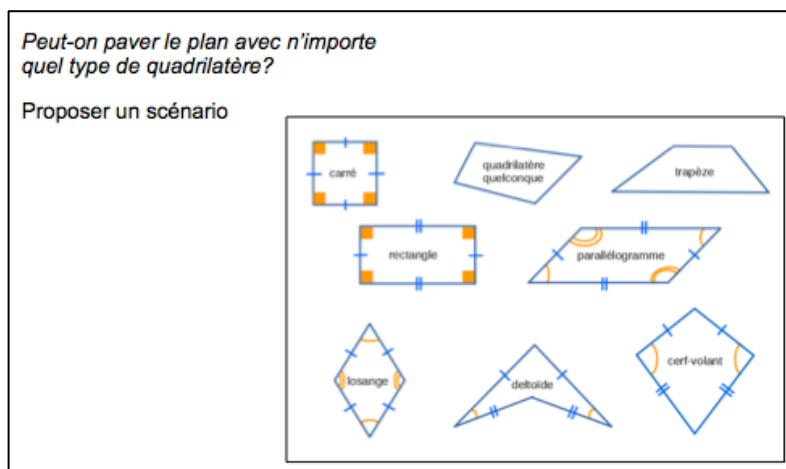 Peut-on paver le plan avec n'importe
quel type de quadrilatère?
Proposer un scénario
carré
quadrilatère
quelconque
trapèze
rectangle
parallélogramme
losange
deltoïde
cerf-volant